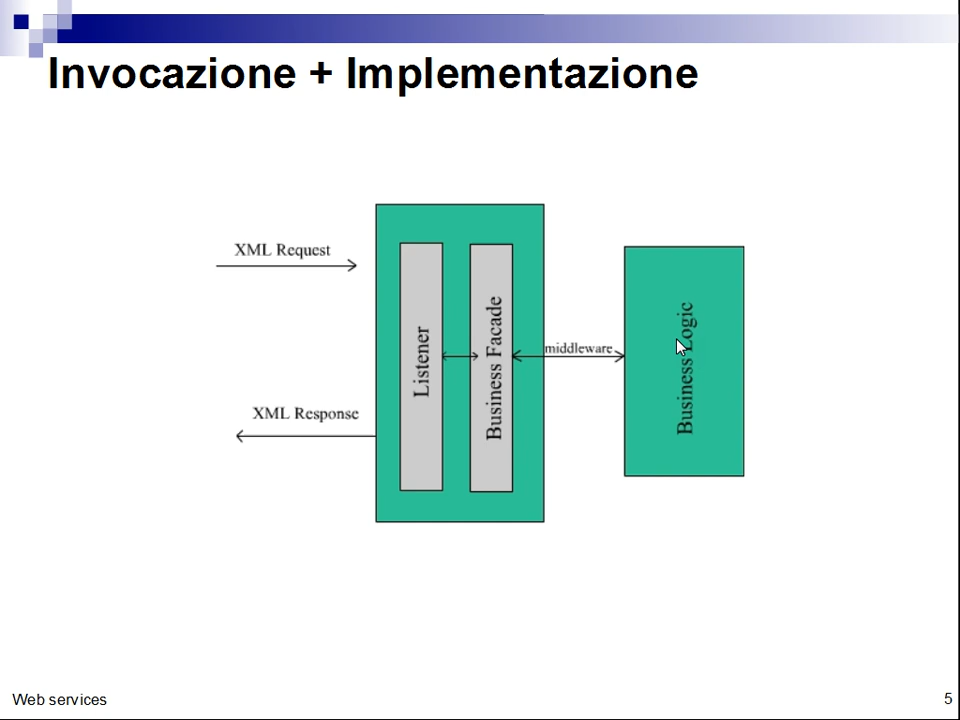 Invocazione + Implementazione
XML Request
Listener
Business Facade
middleware
Business Logic
XML Response
Web services
5